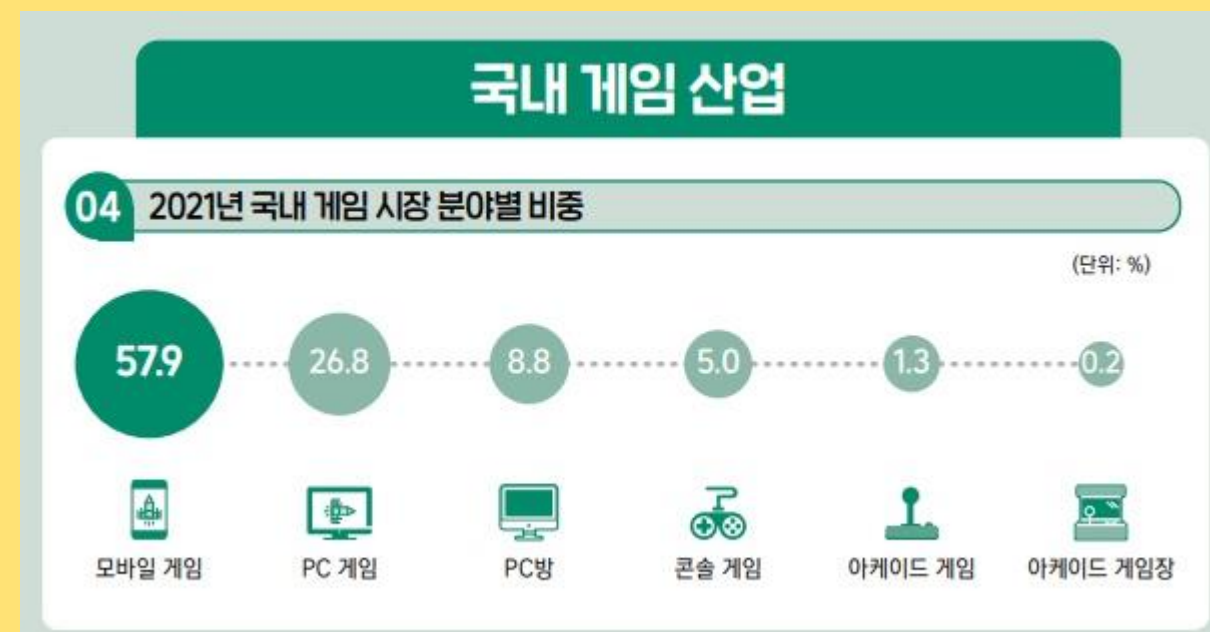 국내 게임 산업
04 2021년 국내 게임 시장 분야별 비중
(단위: %)
57.9 26.8 8.8 5.0 1.3 0.2
모바일 게임 PC 게임 PC방 콘솔 게임 아케이드 게임 아케이드 게임장